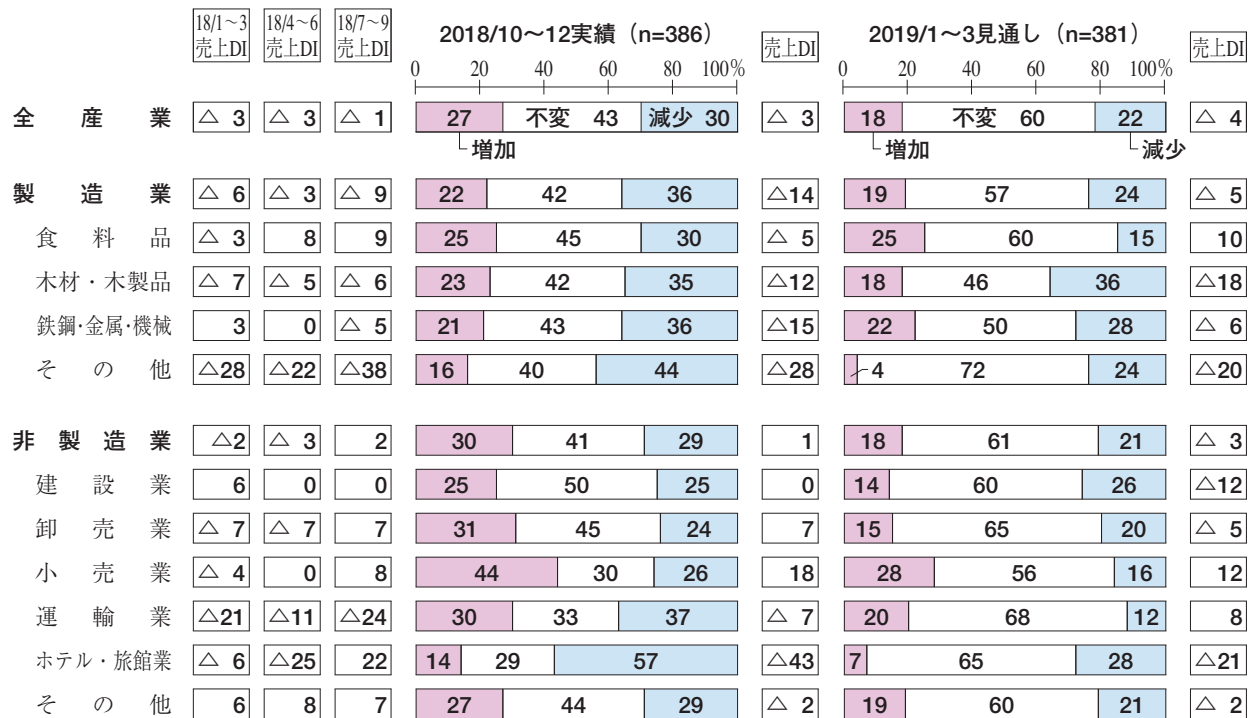 18/1～3 18/4～6 18/7～9
売上DI 売上DI 売上DI 2018/10～12実績（n=386） 売上DI 2019/1～3見通し（n=381） 売上DI
0 20 40 60 80 100% 0 20 40 60 80 100%
全産業 △ 3 △ 3 △ 1 27 不変 43 減少 30 △ 3 18 不変 60 22 △ 4
増加 増加 減少
製造業 △ 6 △ 3 △ 9 22 42 36 △14 19 57 24 △ 5
食料品 △ 3 8 9 25 45 30 △ 5 25 60 15 10
木材・木製品 △ 7 △ 5 △ 6 23 42 35 △12 18 46 36 △18
鉄鋼・金属・機械 3 0 △ 5 21 43 36 △15 22 50 28 △ 6
その他 △28 △22 △38 16 40 44 △28 4 72 24 △20
非製造業 △2 △ 3 2 30 41 29 1 18 61 21 △ 3
建設業 6 0 0 25 50 25 0 14 60 26 △12
卸売業 △ 7 △ 7 7 31 45 24 7 15 65 20 △ 5
小売業 △ 4 0 8 44 30 26 18 28 56 16 12
運輸業 △21 △11 △24 30 33 37 △ 7 20 68 12 8
ホテル・旅館業 △ 6 △25 22 14 29 57 △43 7 65 28 △21
その他 6 8 7 27 44 29 △ 2 19 60 21 △ 2